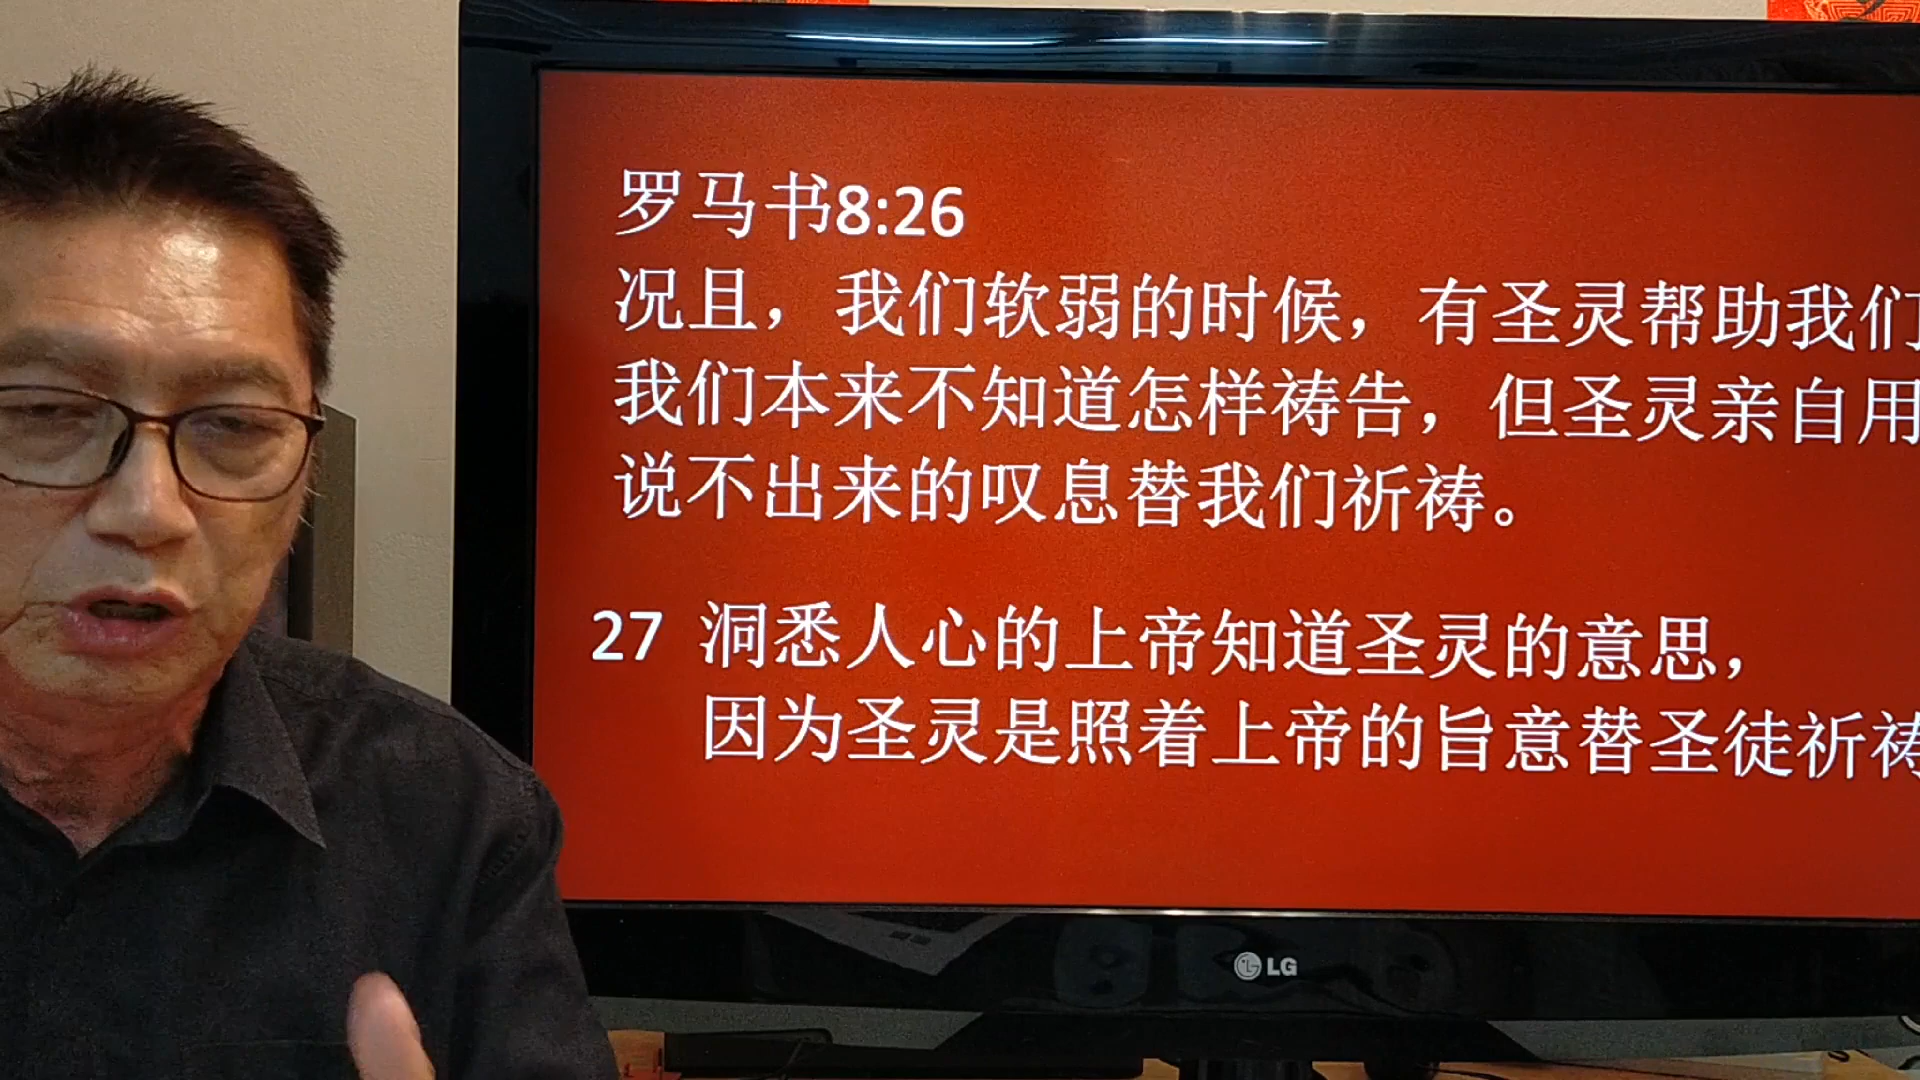 罗马书8:26
况且，我们软弱的时候，有圣灵帮助我们
我们本来不知道怎样祷告，但圣灵亲自用
说不出来的叹息替我们祈祷。
27 洞悉人心的上帝知道圣灵的意思，
因为圣灵是照着上帝的旨意替圣徒祈祷
LG